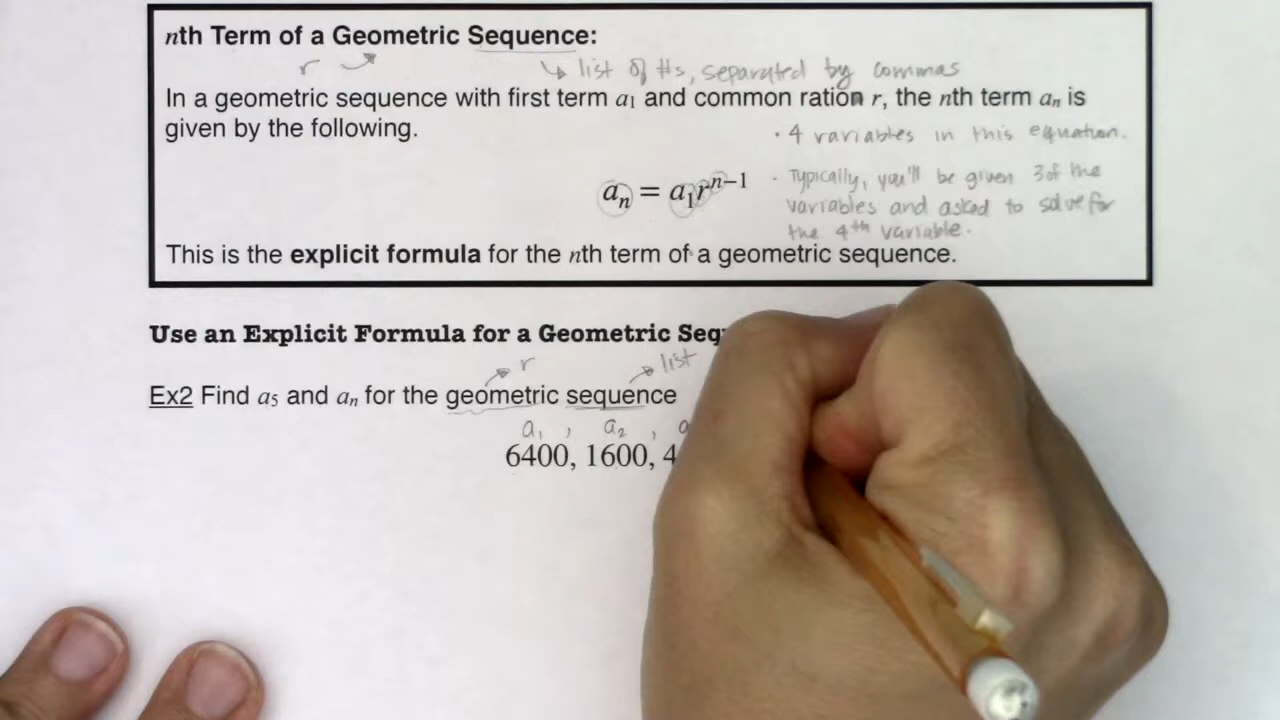 nth Term of a Geometric Sequence:
r
↳ list of #s, separated by commas
In a geometric sequence with first term a₁ and common ration r, the nth term aₙ is
given by the following.
· 4 variables in this equation.
aₙ = a₁rⁿ⁻¹
- Typically, you'll be given 3 of the
variables and asked to solve for
the 4th variable.
This is the explicit formula for the nth term of a geometric sequence.
Use an Explicit Formula for a Geometric Seq
r
list
Ex2 Find a₅ and aₙ for the geometric sequence
a₁ , a₂ , a
6400, 1600, 4